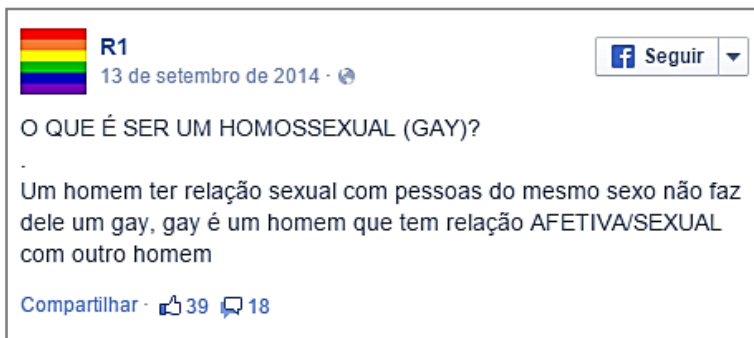 R1
13 de setembro de 2014 ·
Seguir
O QUE É SER UM HOMOSSEXUAL (GAY)?
.
Um homem ter relação sexual com pessoas do mesmo sexo não faz
dele um gay, gay é um homem que tem relação AFETIVA/SEXUAL
com outro homem
Compartilhar · 39 18